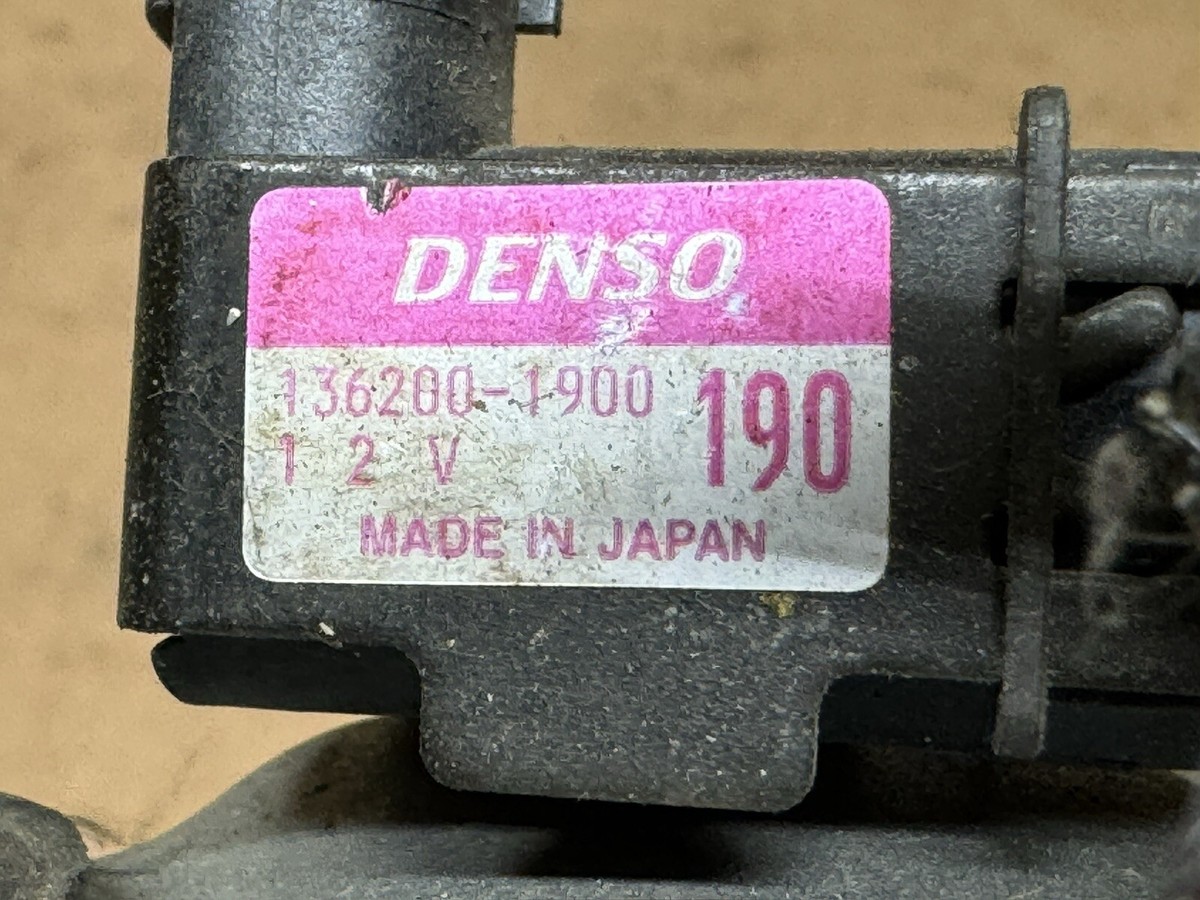 DENSO
136200-1900 190
1 2 V
MADE IN JAPAN